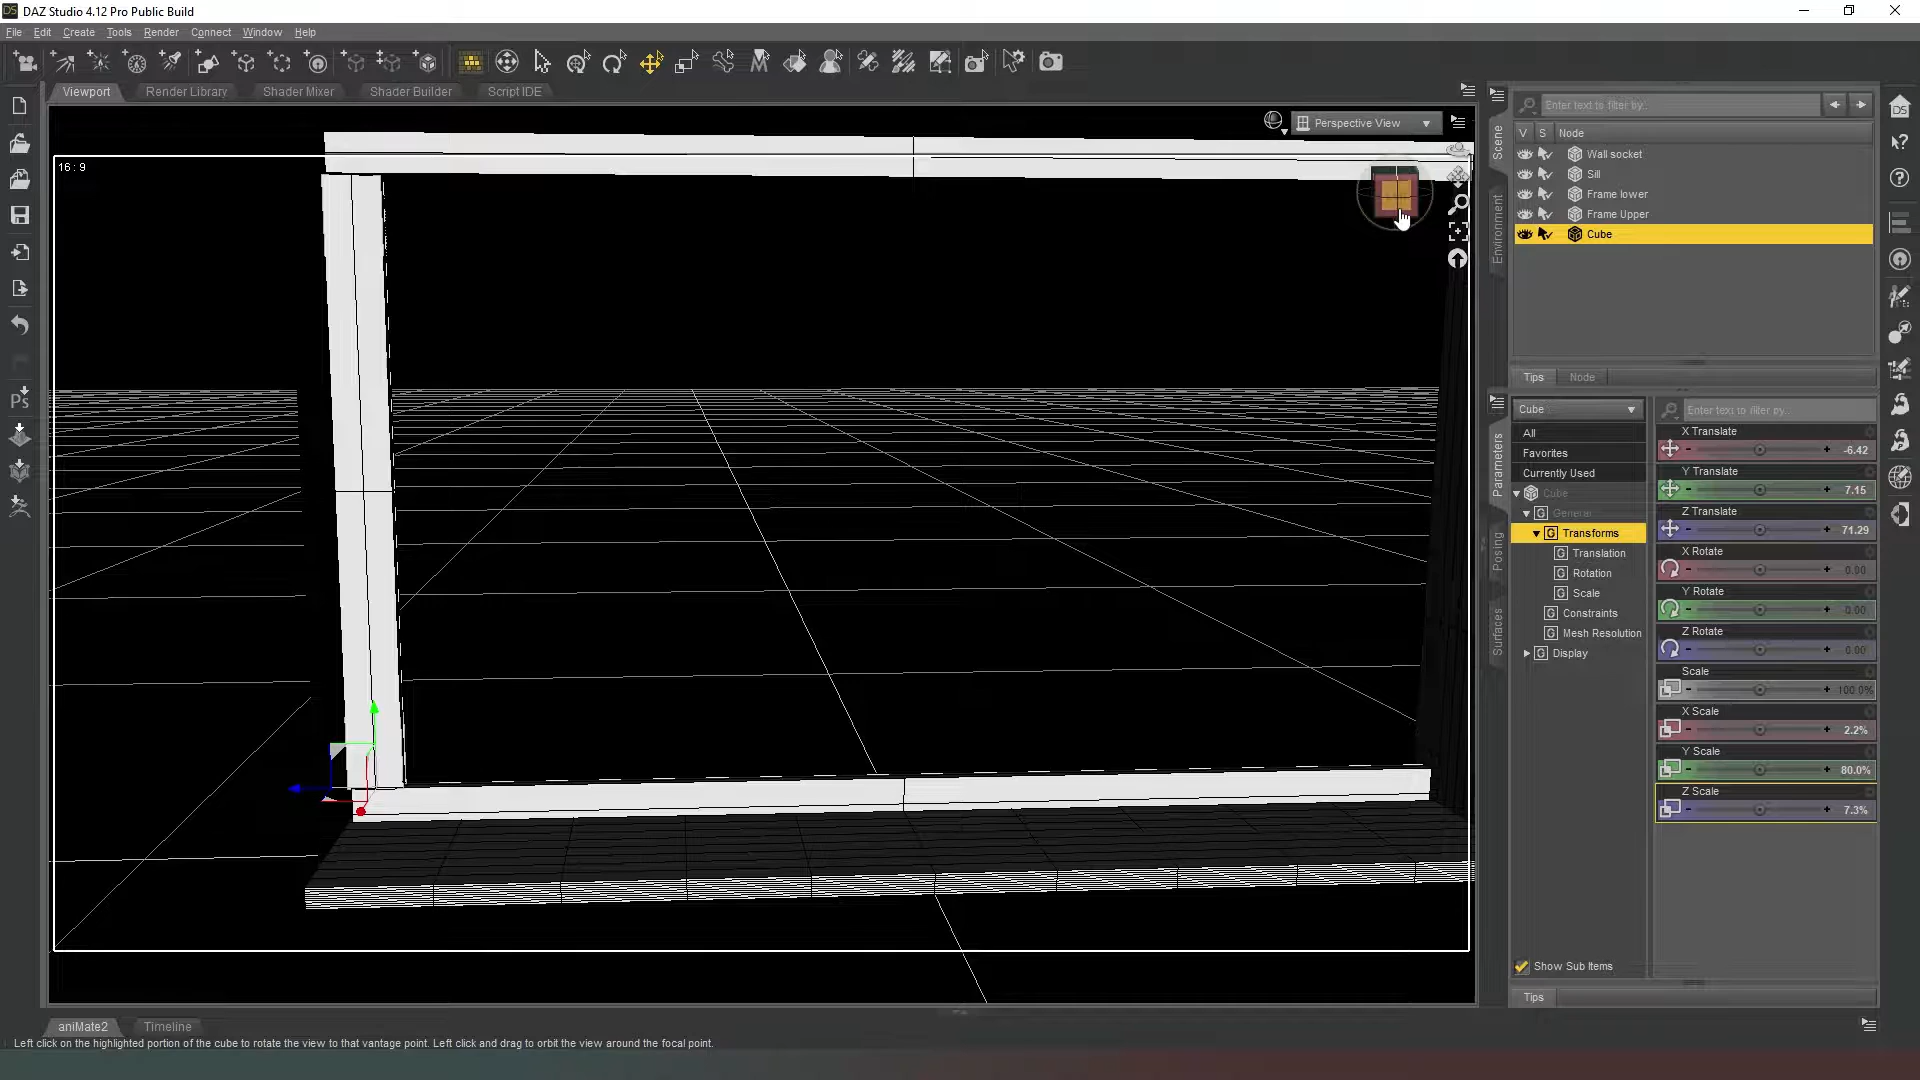 DAZ Studio 4.12 Pro Public Build
File Edit Create Tools Render Connect Window Help
Viewport Render Library Shader Mixer Shader Builder Script IDE
Perspective View
16 : 9
Scene
Environment
Enter text to filter by...
V S Node
Wall socket
Sill
Frame lower
Frame Upper
Cube
Tips Node
Parameters
Posing
Surfaces
Cube
All
Favorites
Currently Used
Cube
General
Transforms
Translation
Rotation
Scale
Constraints
Mesh Resolution
Display
Show Sub Items
Enter text to filter by...
X Translate
-6.42
Y Translate
7.15
Z Translate
71.29
X Rotate
0.00
Y Rotate
0.00
Z Rotate
0.00
Scale
100.0%
X Scale
2.2%
Y Scale
80.0%
Z Scale
7.3%
Tips
Ps
DS
aniMate2 Timeline
Left click on the highlighted portion of the cube to rotate the view to that vantage point. Left click and drag to orbit the view around the focal point.